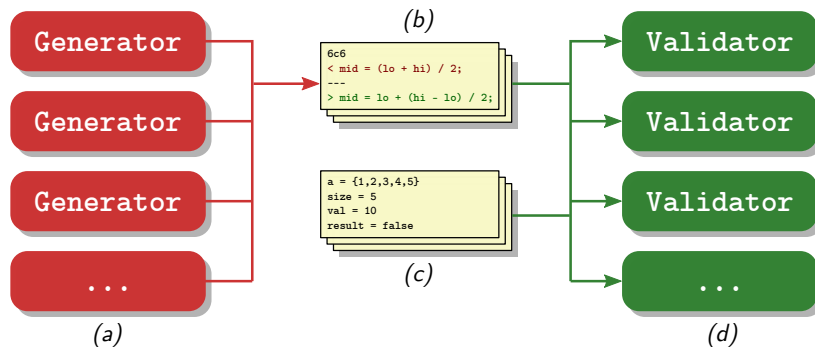 (b)
Generator
Generator
Generator
...
(a)
6c6
< mid = (lo + hi) / 2;
---
> mid = lo + (hi - lo) / 2;
a = {1,2,3,4,5}
size = 5
val = 10
result = false
(c)
Validator
Validator
Validator
...
(d)